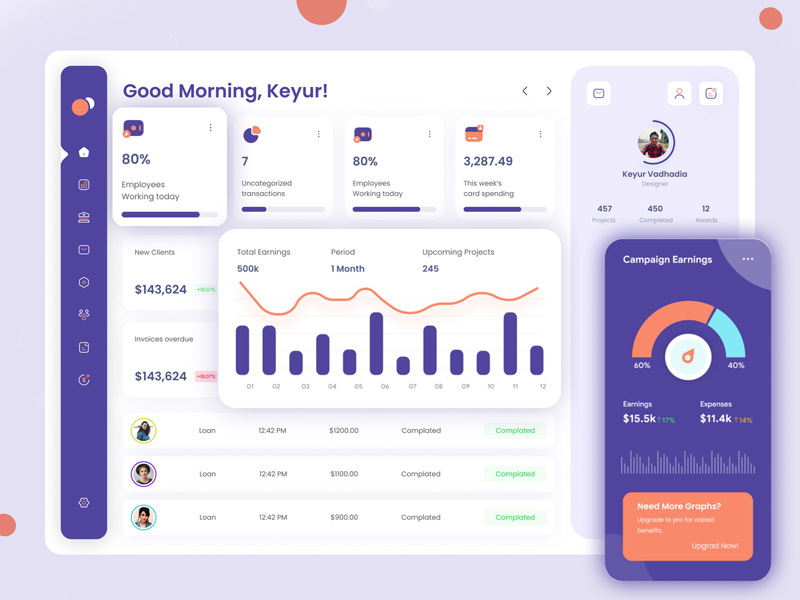 Good Morning, Keyur!
80%
Employees
Working today
7
Uncategorized
transactions
80%
Employees
Working today
3,287.49
This week's
card spending
Keyur Vadhadia
Designer
457
Projects
450
Completed
12
Awards
New Clients
$143,624
+18.07%
Invoices overdue
$143,624
+18.07%
Total Earnings
500k
Period
1 Month
Upcoming Projects
245
01 02 03 04 05 06 07 08 09 10 11 12
Loan 12:42 PM $1200.00 Complated Complated
Loan 12:42 PM $1100.00 Complated Complated
Loan 12:42 PM $900.00 Complated Complated
Campaign Earnings
60%
40%
Earnings
$15.5k ↑17%
Expenses
$11.4k ↑14%
Need More Graphs?
Upgrade to pro for added
benefits.
Upgrad Now!